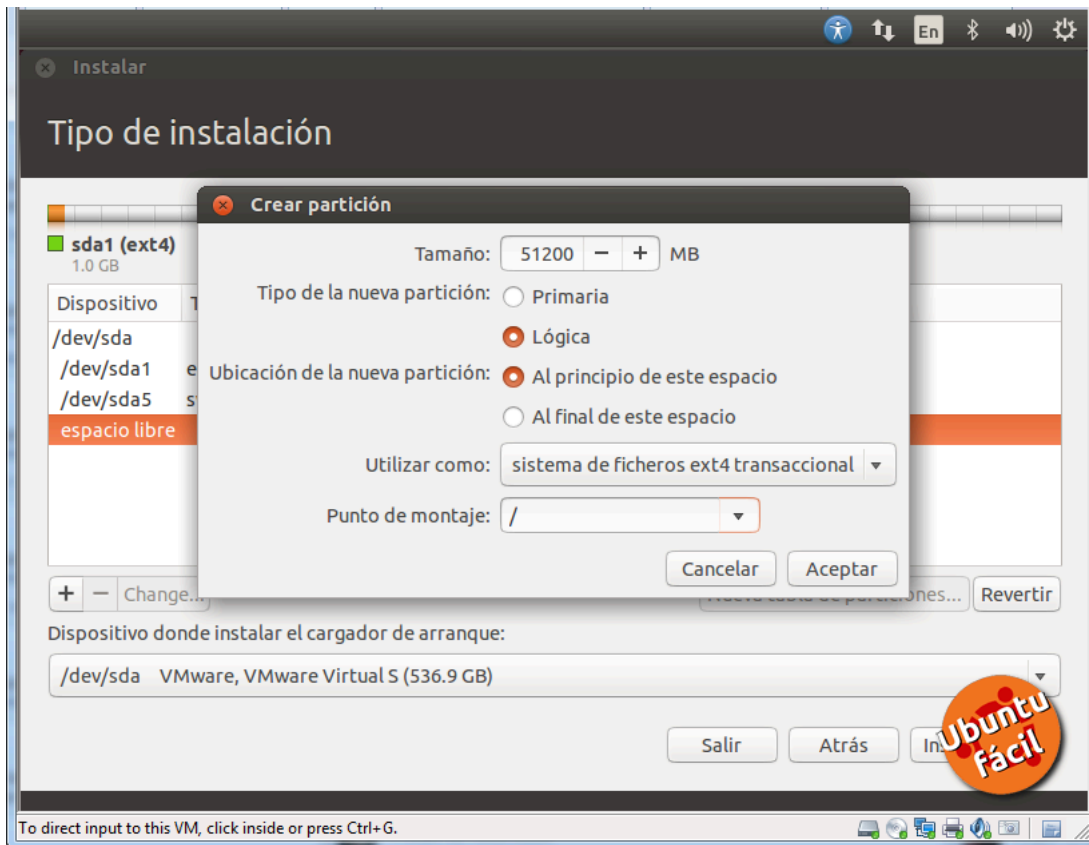 En
Instalar
Tipo de instalación
Crear partición
sda1 (ext4)
1.0 GB
Tamaño: 51200 − + MB
Tipo de la nueva partición: Primaria
Lógica
Ubicación de la nueva partición: Al principio de este espacio
Al final de este espacio
Utilizar como: sistema de ficheros ext4 transaccional
Punto de montaje: /
Cancelar Aceptar
Dispositivo
/dev/sda
/dev/sda1
/dev/sda5
espacio libre
+ − Change... Revertir
Dispositivo donde instalar el cargador de arranque:
/dev/sda VMware, VMware Virtual S (536.9 GB)
Salir Atrás
Ubuntu
fácil
To direct input to this VM, click inside or press Ctrl+G.